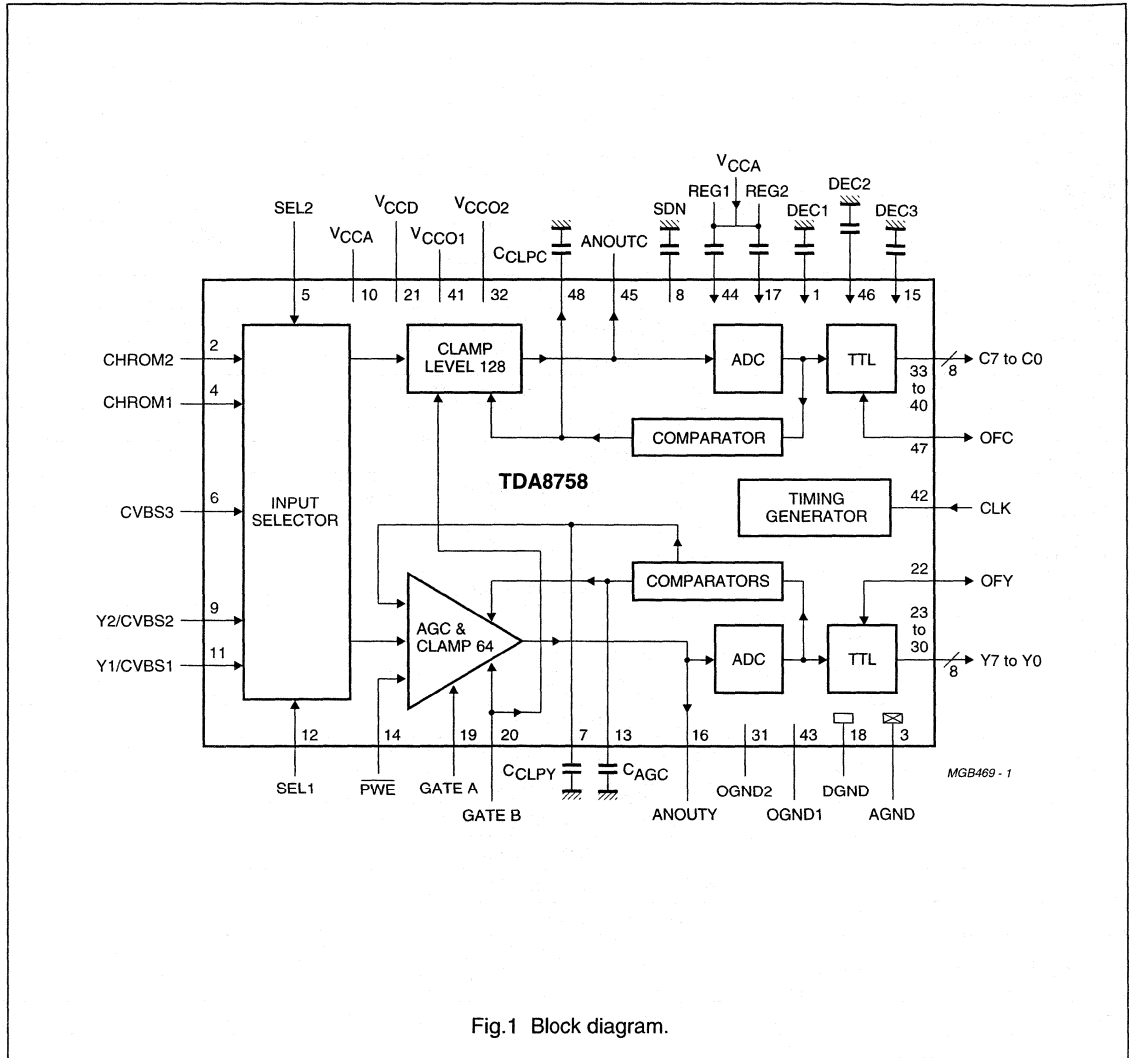 VCCA
REG1 REG2
DEC1
DEC2
DEC3
SDN
SEL2
VCCA
VCCD
VCCO1
VCCO2
CCLPC
ANOUTC
5
10
21
41
32
48
45
8
44
17
1
46
15
CHROM2
2
CHROM1
4
CVBS3
6
Y2/CVBS2
9
Y1/CVBS1
11
INPUT
SELECTOR
CLAMP
LEVEL 128
ADC
TTL
33
to
40
8
C7 to C0
COMPARATOR
47
OFC
TDA8758
TIMING
GENERATOR
42
CLK
COMPARATORS
22
OFY
AGC &
CLAMP 64
ADC
TTL
23
to
30
8
Y7 to Y0
12
14
19
20
7
13
16
31
43
18
3
SEL1
PWE
GATE A
GATE B
CCLPY
CAGC
ANOUTY
OGND2
OGND1
DGND
AGND
MGB469 - 1
Fig.1 Block diagram.